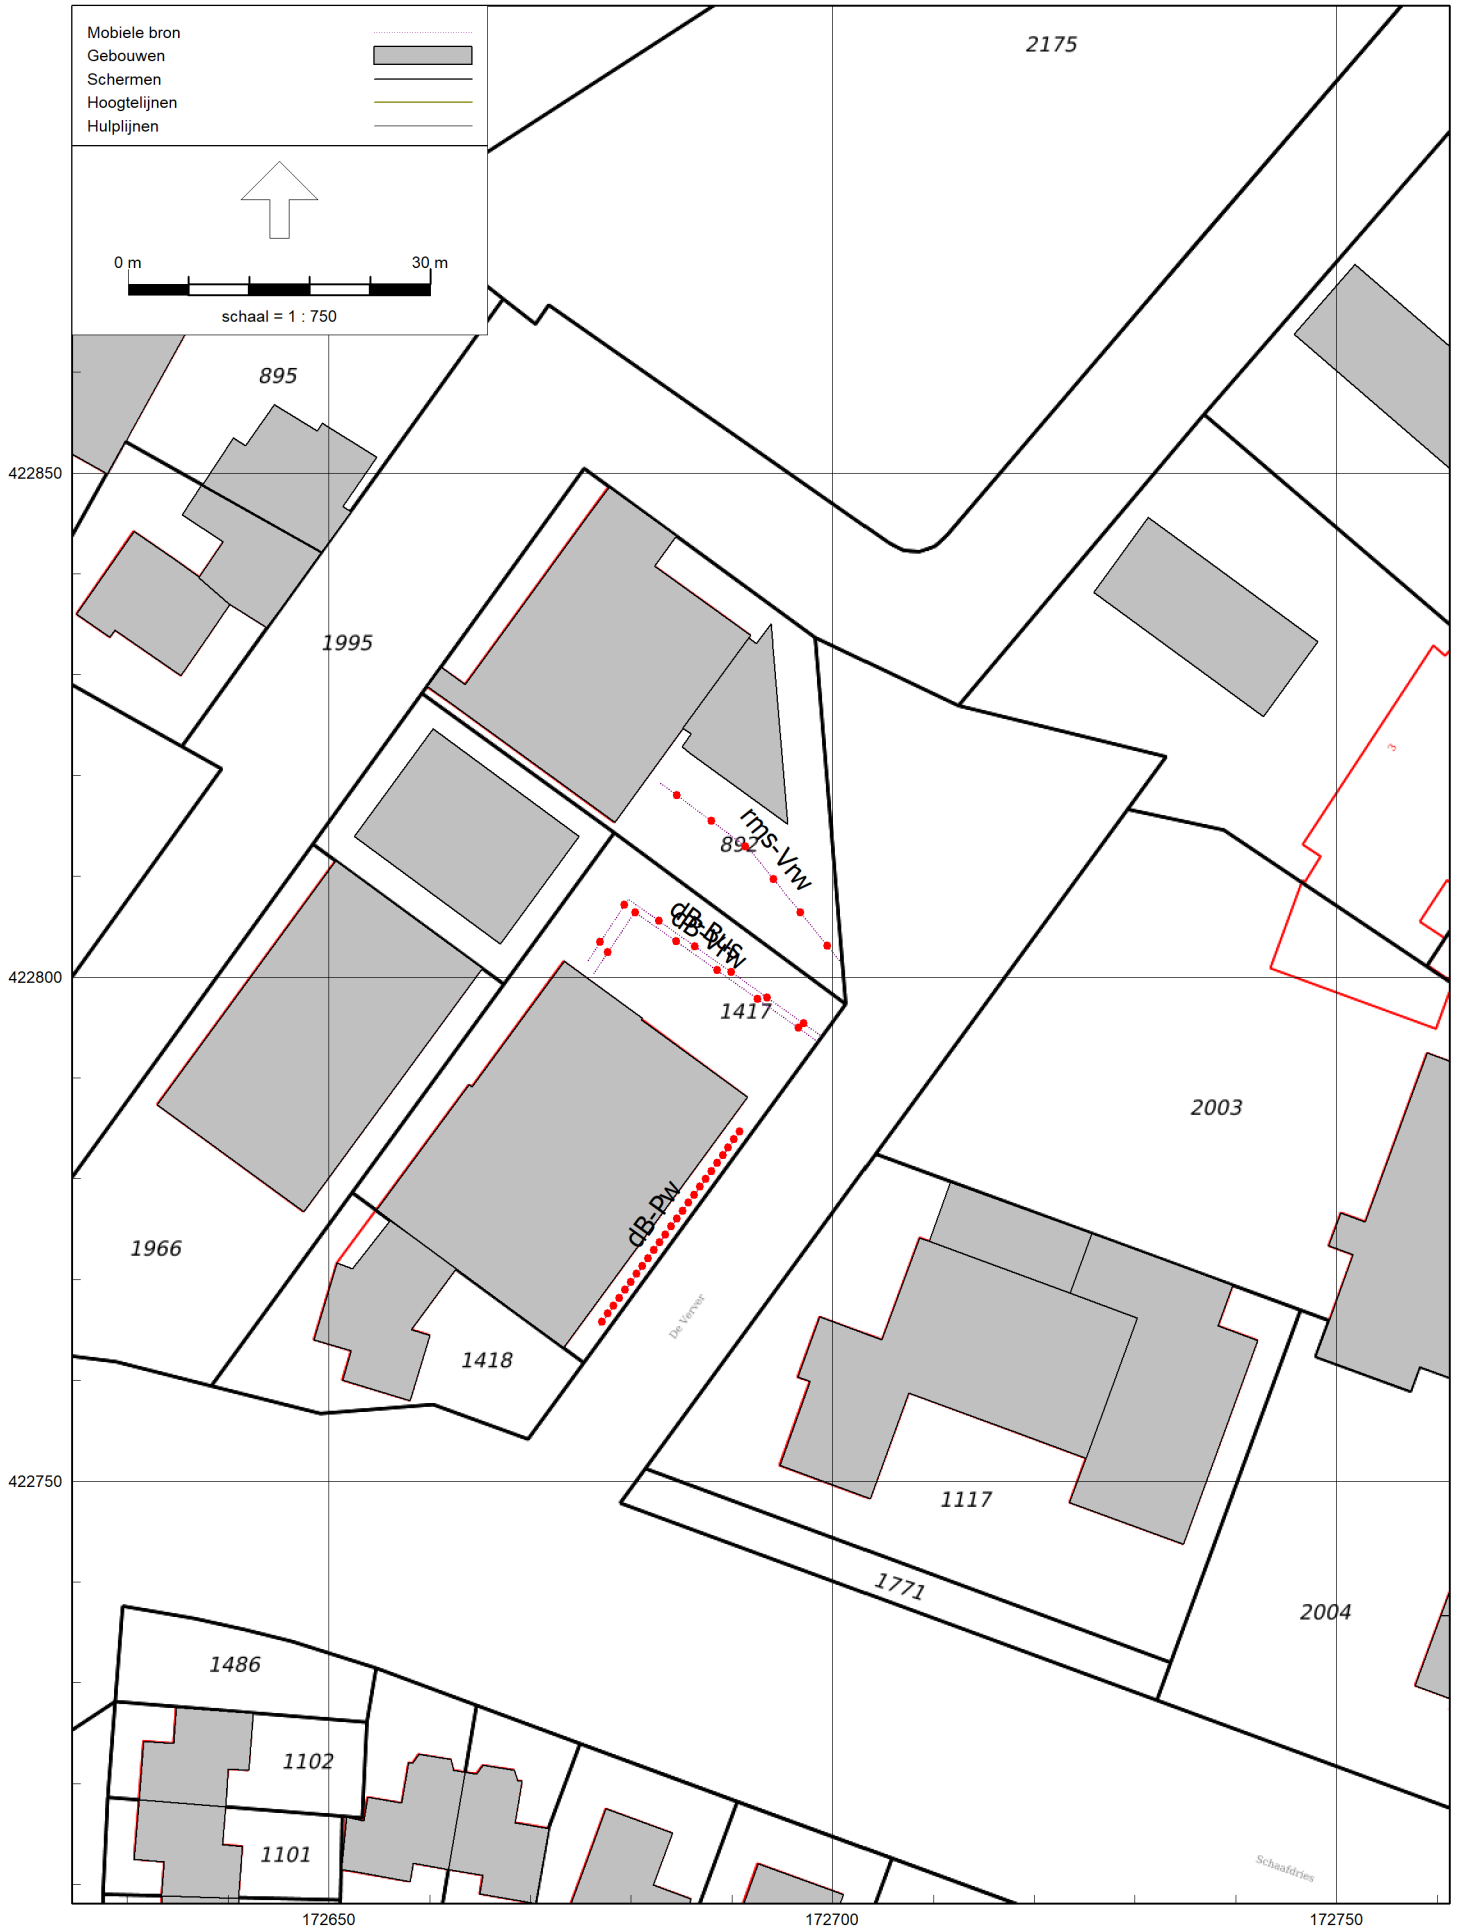 Mobiele bron
Gebouwen
Schermen
Hoogtelijnen
Hulplijnen
0 m 30 m
schaal = 1 : 750
2175
895
422850
1995
3
rms-Vrw
892
dB-Bus
dB-Vrw
422800
1417
2003
dB-Pw
1966
De Verver
1418
422750
1117
1771
2004
1486
1102
1101
Schaafdries
172650 172700 172750